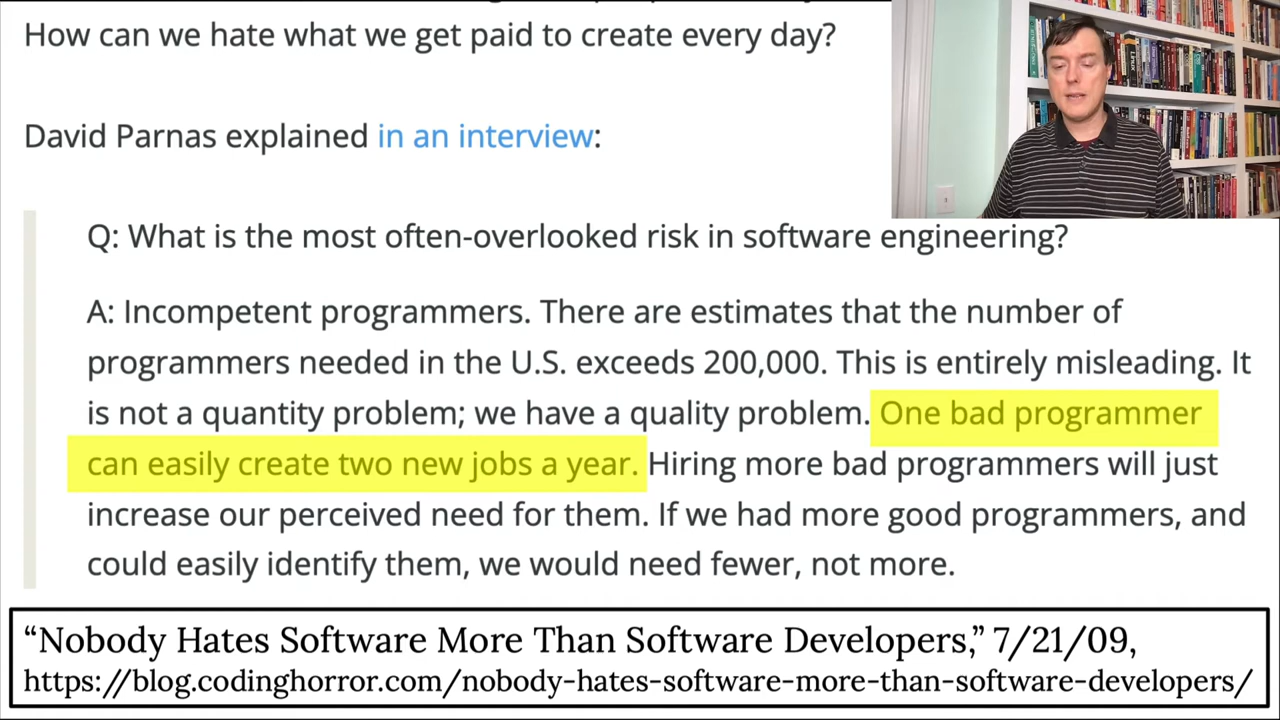 How can we hate what we get paid to create every day?
David Parnas explained in an interview:
Q: What is the most often-overlooked risk in software engineering?
A: Incompetent programmers. There are estimates that the number of
programmers needed in the U.S. exceeds 200,000. This is entirely misleading. It
is not a quantity problem; we have a quality problem. One bad programmer
can easily create two new jobs a year. Hiring more bad programmers will just
increase our perceived need for them. If we had more good programmers, and
could easily identify them, we would need fewer, not more.
“Nobody Hates Software More Than Software Developers,” 7/21/09,
https://blog.codinghorror.com/nobody-hates-software-more-than-software-developers/